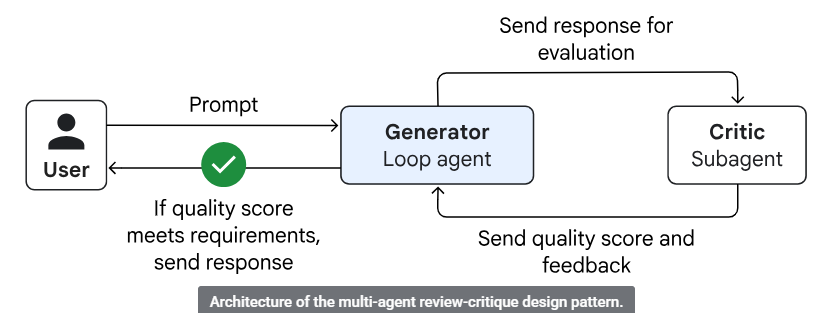 Send response for
evaluation
Prompt
User
Generator
Loop agent
Critic
Subagent
If quality score
meets requirements,
send response
Send quality score and
feedback
Architecture of the multi-agent review-critique design pattern.